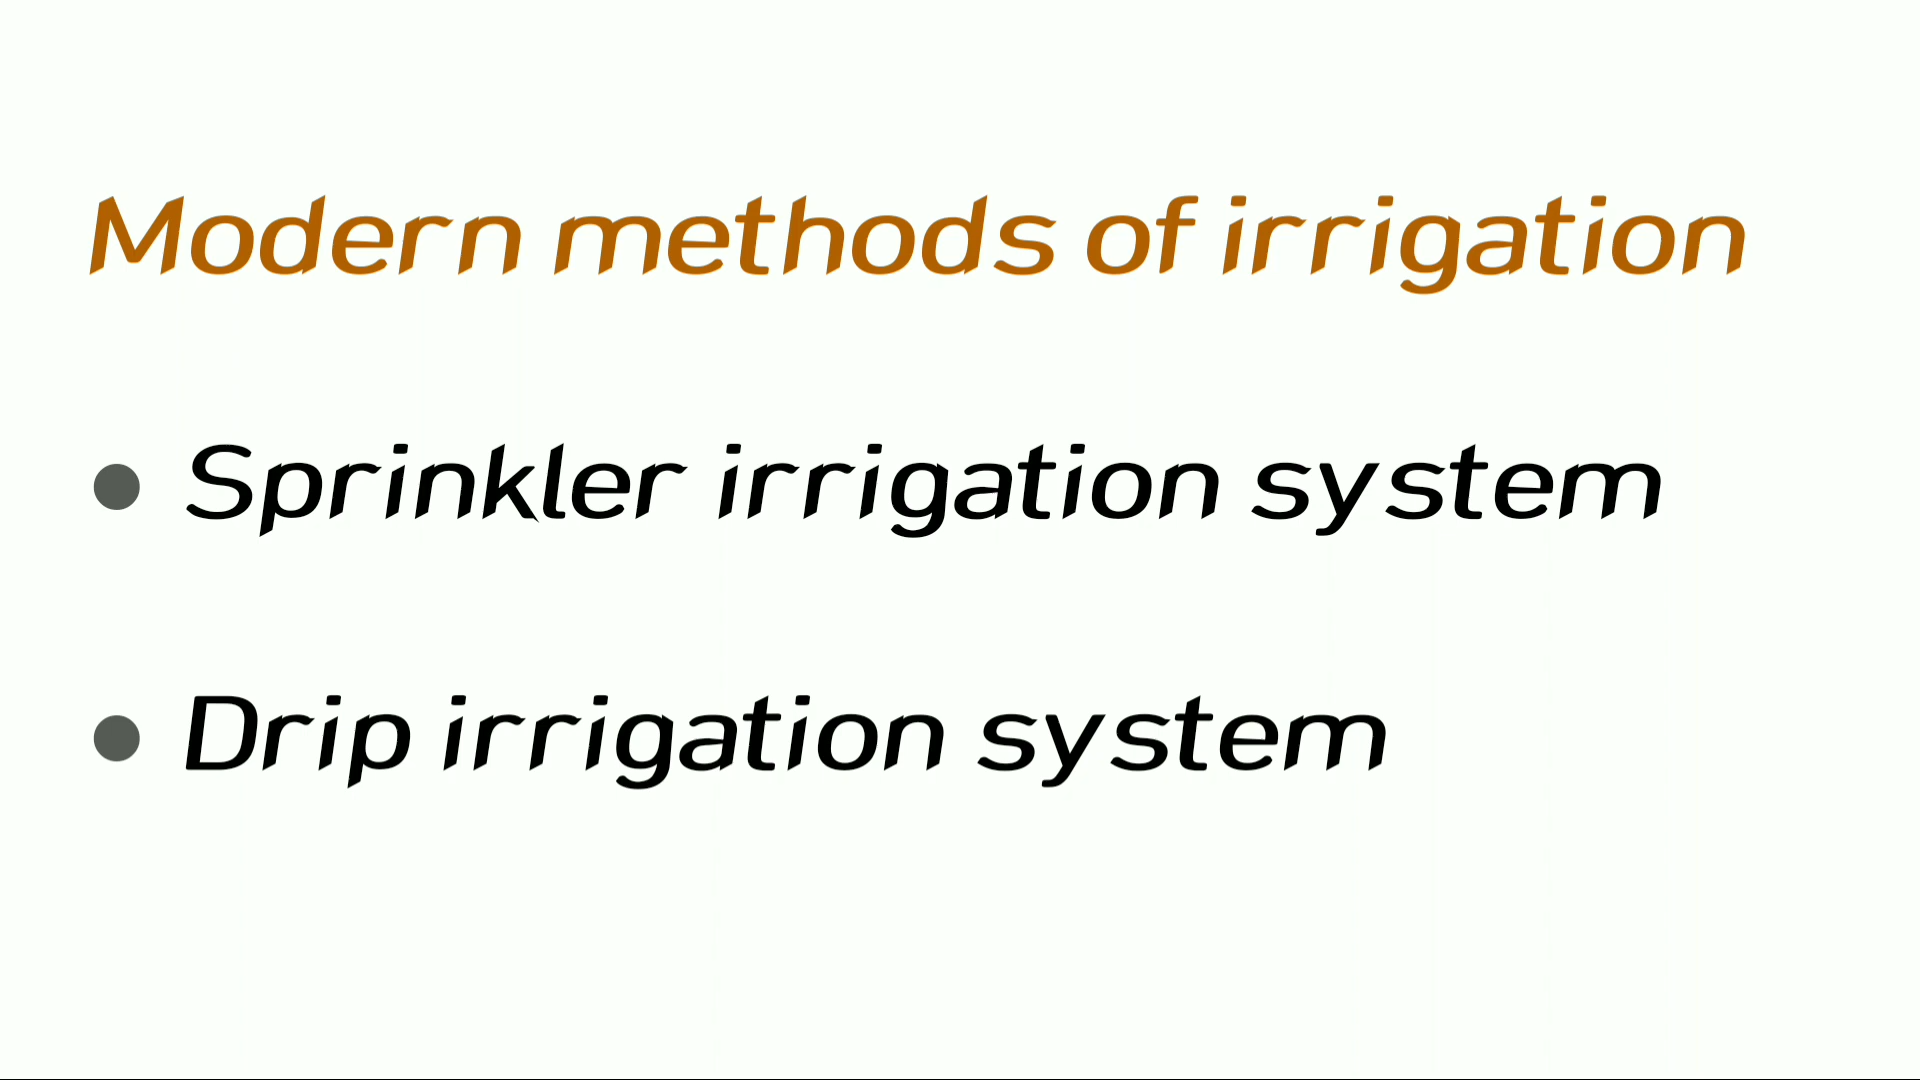 Modern methods of irrigation
● Sprinkler irrigation system
● Drip irrigation system